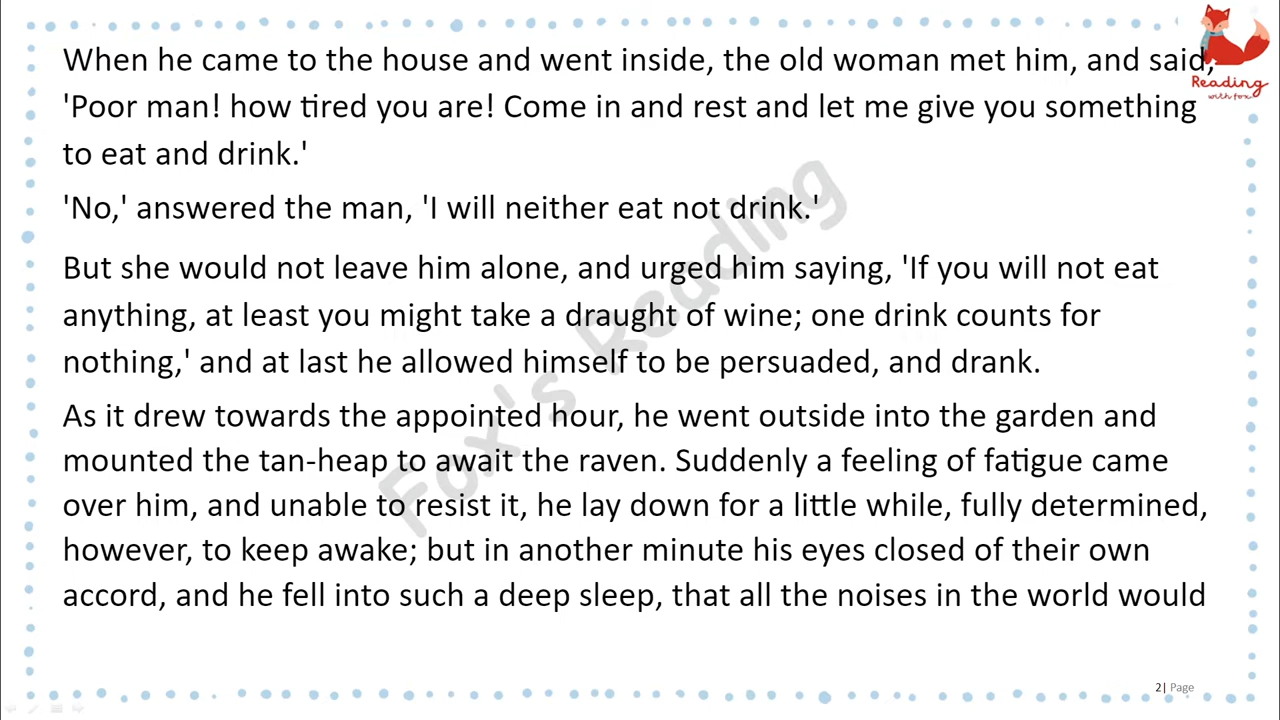 When he came to the house and went inside, the old woman met him, and said,
'Poor man! how tired you are! Come in and rest and let me give you something
to eat and drink.'
'No,' answered the man, 'I will neither eat not drink.'
But she would not leave him alone, and urged him saying, 'If you will not eat
anything, at least you might take a draught of wine; one drink counts for
nothing,' and at last he allowed himself to be persuaded, and drank.
As it drew towards the appointed hour, he went outside into the garden and
mounted the tan-heap to await the raven. Suddenly a feeling of fatigue came
over him, and unable to resist it, he lay down for a little while, fully determined,
however, to keep awake; but in another minute his eyes closed of their own
accord, and he fell into such a deep sleep, that all the noises in the world would
2| Page
Reading
with fox
Fox's Reading